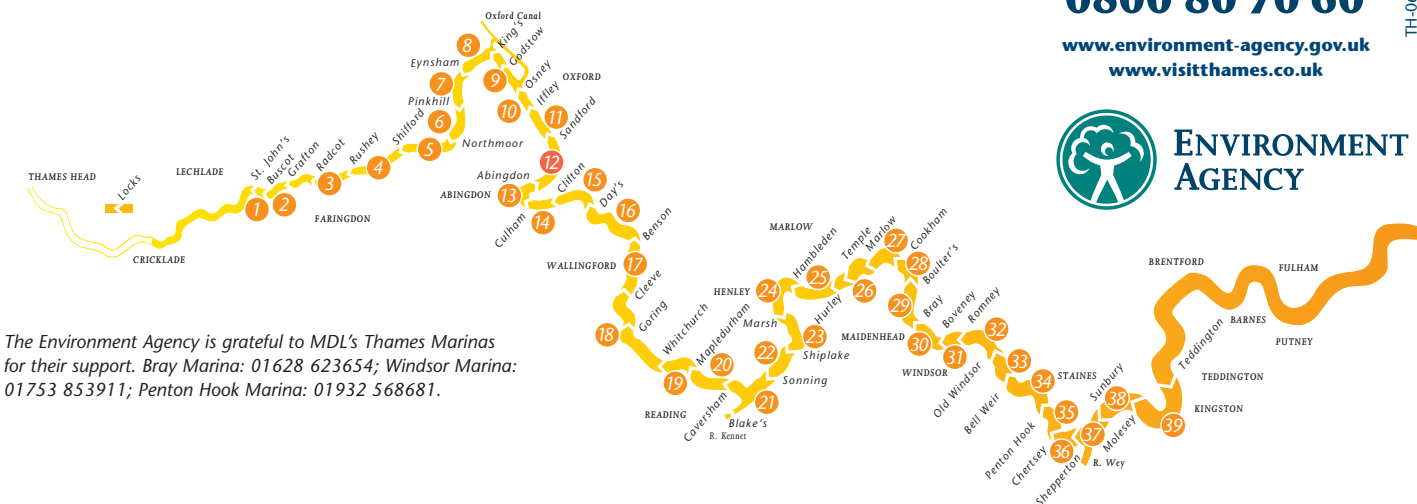 0800 80 70 60
www.environment-agency.gov.uk
www.visitthames.co.uk
ENVIRONMENT
AGENCY
Oxford Canal
King's
Godstow
8
Eynsham
9
Osney
7
OXFORD
Pinkhill
10
Iffley
6
11
Shifford
Sandford
5
Northmoor
Rushey
4
12
Radcot
3
Grafton
Buscot
St. John's
1
2
LECHLADE
FARINGDON
THAMES HEAD
Locks
CRICKLADE
Abingdon
ABINGDON
13
Clifton
15
Culham
14
Day's
16
Benson
WALLINGFORD
17
Cleeve
18
Goring
Whitchurch
19
Mapledurham
20
READING
Caversham
Blake's
R. Kennet
21
Sonning
22
Shiplake
23
Marsh
HENLEY
24
Hambleden
25
MARLOW
Hurley
Temple
26
Marlow
27
Cookham
28
Boulter's
29
MAIDENHEAD
Bray
30
Boveney
WINDSOR
31
Romney
32
Old Windsor
33
Bell Weir
34
STAINES
Penton Hook
35
Chertsey
36
Shepperton
37
R. Wey
Sunbury
38
Molesey
39
KINGSTON
TEDDINGTON
Teddington
BRENTFORD
FULHAM
BARNES
PUTNEY
The Environment Agency is grateful to MDL's Thames Marinas
for their support. Bray Marina: 01628 623654; Windsor Marina:
01753 853911; Penton Hook Marina: 01932 568681.